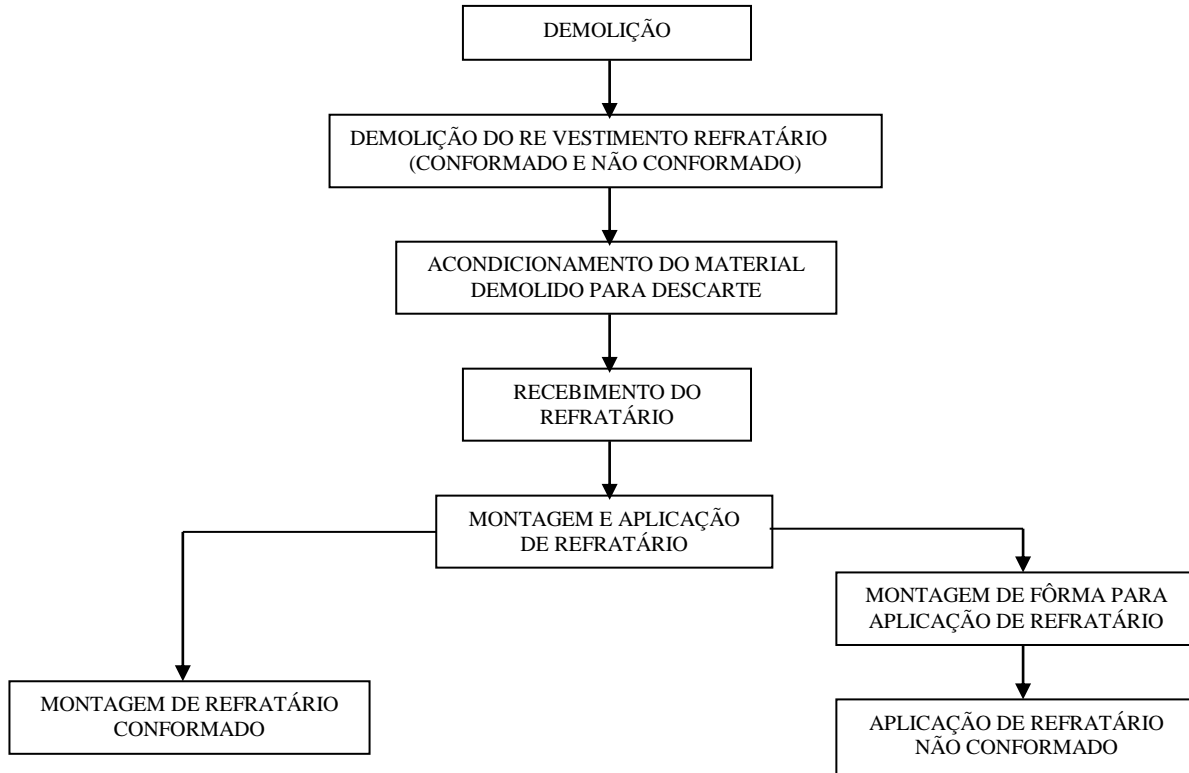 DEMOLIÇÃO
DEMOLIÇÃO DO RE VESTIMENTO REFRATÁRIO
(CONFORMADO E NÃO CONFORMADO)
ACONDICIONAMENTO DO MATERIAL
DEMOLIDO PARA DESCARTE
RECEBIMENTO DO
REFRATÁRIO
MONTAGEM E APLICAÇÃO
DE REFRATÁRIO
MONTAGEM DE REFRATÁRIO
CONFORMADO
MONTAGEM DE FÔRMA PARA
APLICAÇÃO DE REFRATÁRIO
APLICAÇÃO DE REFRATÁRIO
NÃO CONFORMADO